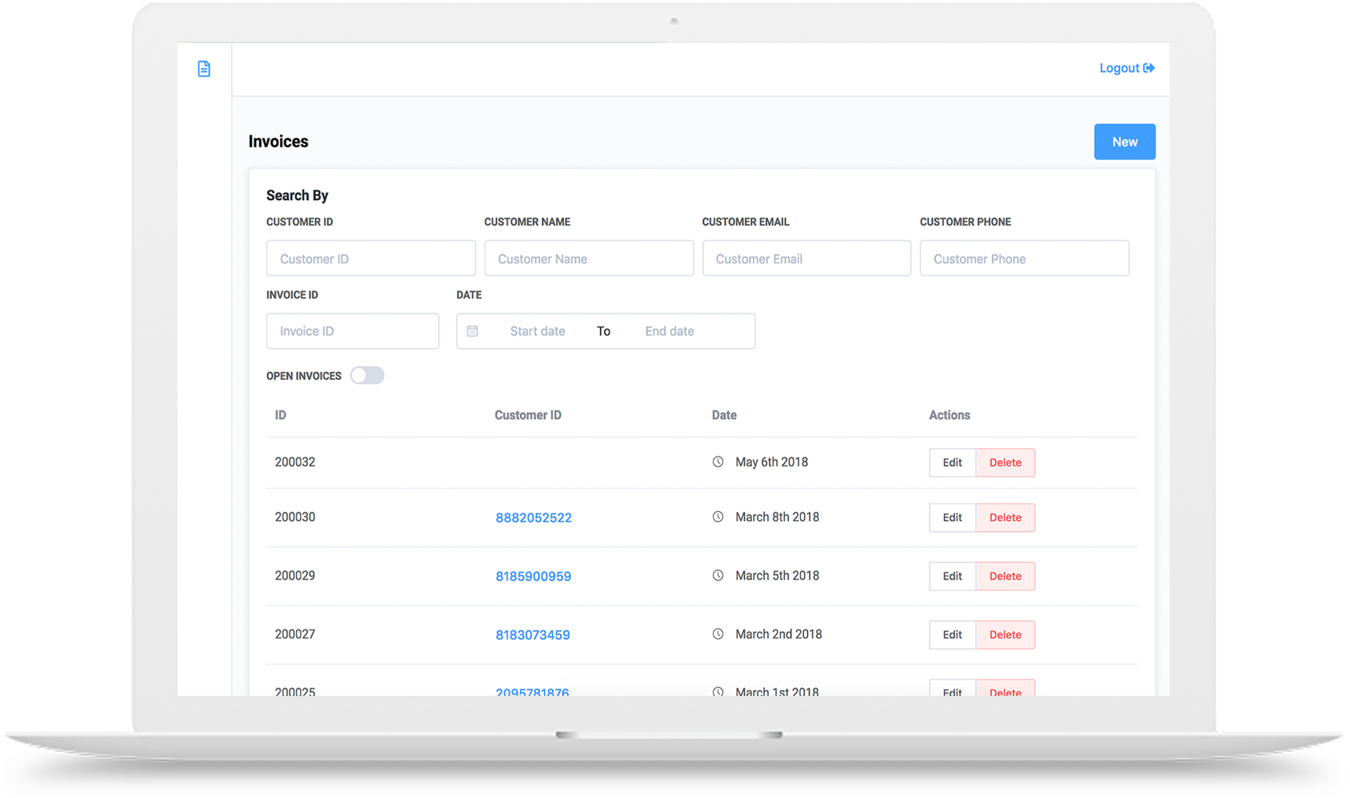 Logout
Invoices
New
Search By
CUSTOMER ID CUSTOMER NAME CUSTOMER EMAIL CUSTOMER PHONE
Customer ID Customer Name Customer Email Customer Phone
INVOICE ID DATE
Invoice ID Start date To End date
OPEN INVOICES
ID Customer ID Date Actions
200032 May 6th 2018 Edit Delete
200030 8882052522 March 8th 2018 Edit Delete
200029 8185900959 March 5th 2018 Edit Delete
200027 8183073459 March 2nd 2018 Edit Delete
200025 2095781876 March 1st 2018 Edit Delete